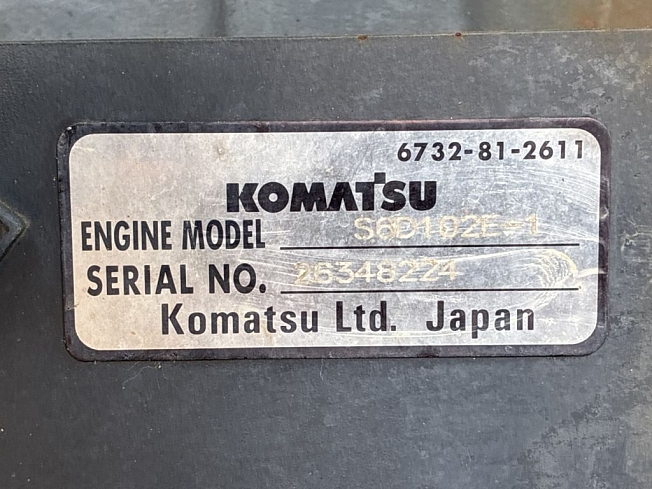 6732-81-2611
KOMATSU
ENGINE MODEL S6D102E-1
SERIAL NO. 26348224
Komatsu Ltd. Japan